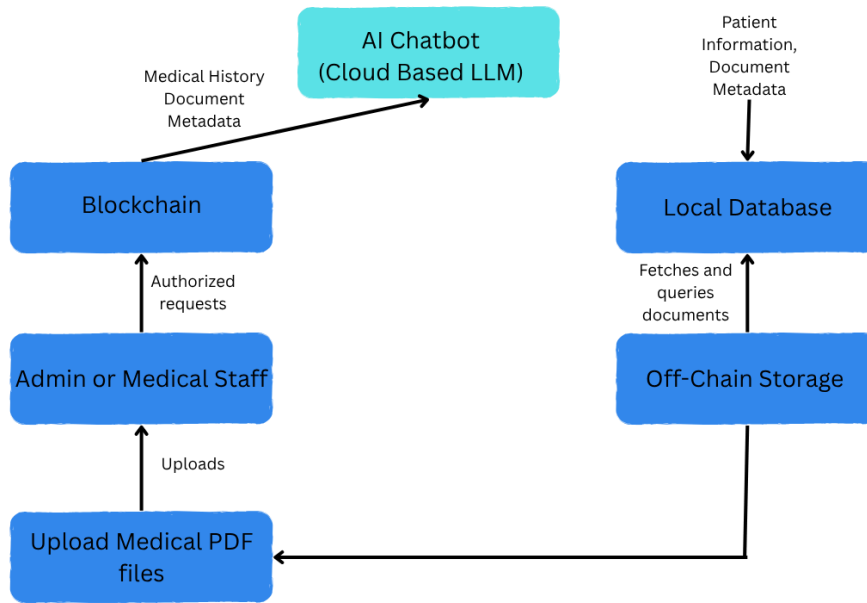 AI Chatbot
(Cloud Based LLM)
Patient
Information,
Document
Metadata
Medical History
Document
Metadata
Blockchain
Local Database
Authorized
requests
Fetches and
queries
documents
Admin or Medical Staff
Off-Chain Storage
Uploads
Upload Medical PDF
files